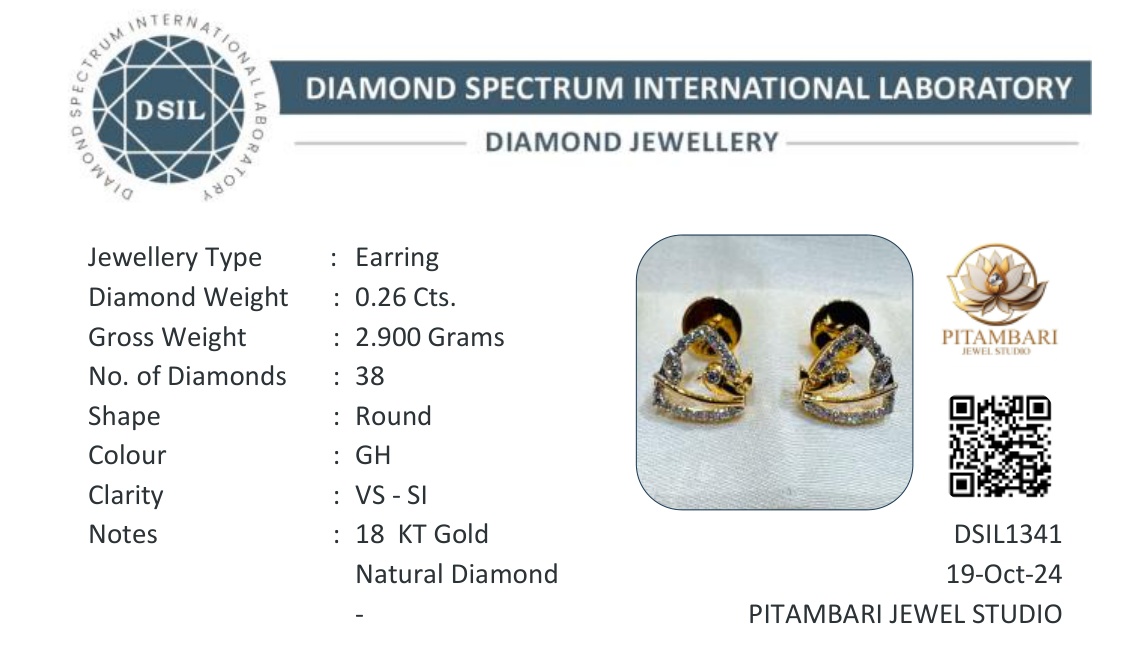 DIAMOND SPECTRUM INTERNATIONAL LABORATORY
DSIL
DIAMOND SPECTRUM INTERNATIONAL LABORATORY
DIAMOND JEWELLERY
Jewellery Type : Earring
Diamond Weight : 0.26 Cts.
Gross Weight : 2.900 Grams
No. of Diamonds : 38
Shape : Round
Colour : GH
Clarity : VS - SI
Notes : 18 KT Gold
Natural Diamond
-
PITAMBARI
JEWEL STUDIO
DSIL1341
19-Oct-24
PITAMBARI JEWEL STUDIO